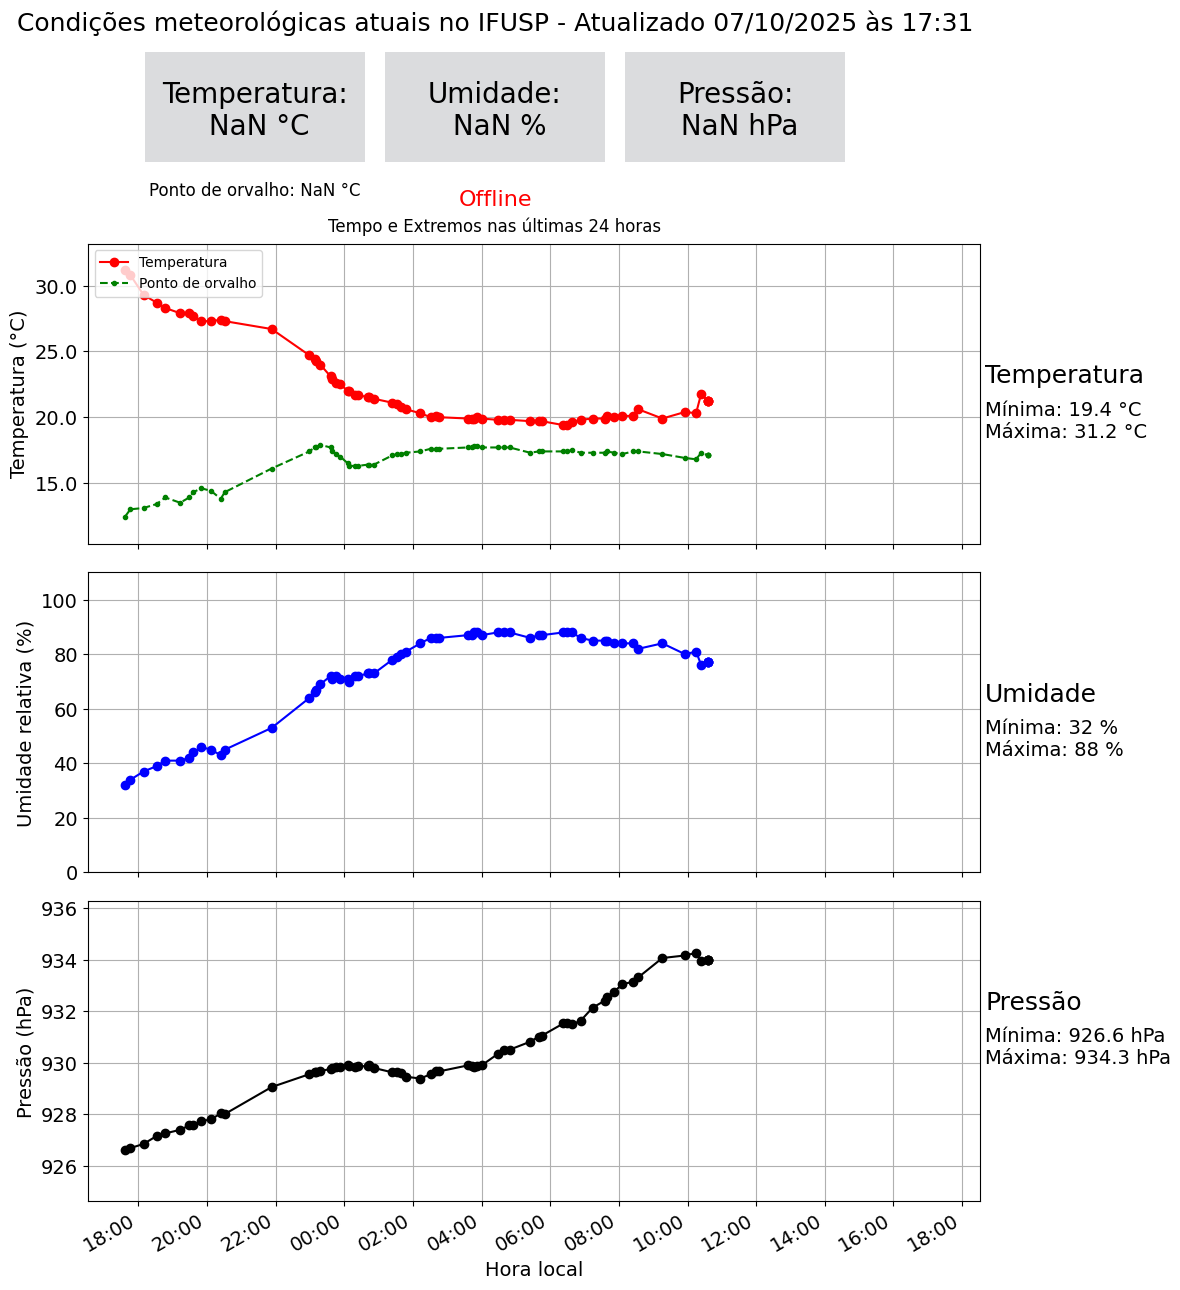 Condições meteorológicas atuais no IFUSP - Atualizado 07/10/2025 às 17:31
Temperatura:
NaN °C
Umidade:
NaN %
Pressão:
NaN hPa
Ponto de orvalho: NaN °C
Offline
Tempo e Extremos nas últimas 24 horas
Temperatura
Ponto de orvalho
Temperatura (°C)
30.0
25.0
20.0
15.0
Temperatura
Mínima: 19.4 °C
Máxima: 31.2 °C
Umidade relativa (%)
100
80
60
40
20
0
Umidade
Mínima: 32 %
Máxima: 88 %
Pressão (hPa)
936
934
932
930
928
926
Pressão
Mínima: 926.6 hPa
Máxima: 934.3 hPa
18:00
20:00
22:00
00:00
02:00
04:00
06:00
08:00
10:00
12:00
14:00
16:00
18:00
Hora local